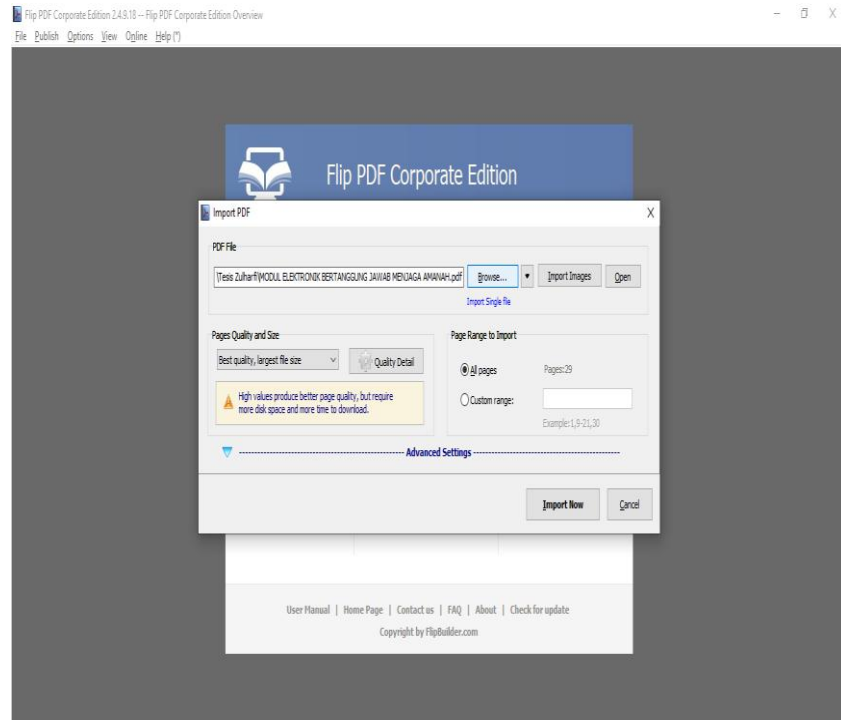 Flip PDF Corporate Edition 2.4.9.18 -- Flip PDF Corporate Edition Overview
File Publish Options View Online Help (*)
Flip PDF Corporate Edition
Import PDF X
PDF File
\Tesis Zulharfi\MODUL ELEKTRONIK BERTANGGUNG JAWAB MENJAGA AMANAH.pdf Browse... Import Images Open
Import Single file
Pages Quality and Size Page Range to Import
Best quality, largest file size Quality Detail All pages Pages:29
High values produce better page quality, but require
more disk space and more time to download.
Custom range:
Example:1,9-21,30
Advanced Settings
Import Now Cancel
User Manual | Home Page | Contact us | FAQ | About | Check for update
Copyright by FlipBuilder.com